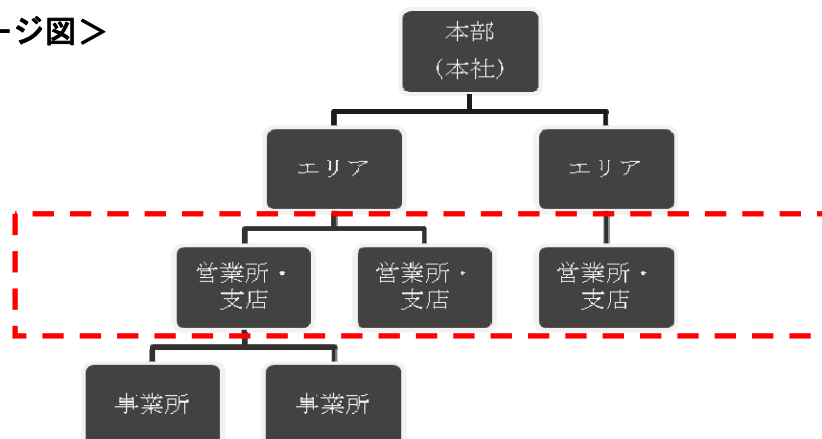 ージ図＞
本部
（本社）
エリア
エリア
営業所・
支店
営業所・
支店
営業所・
支店
事業所
事業所